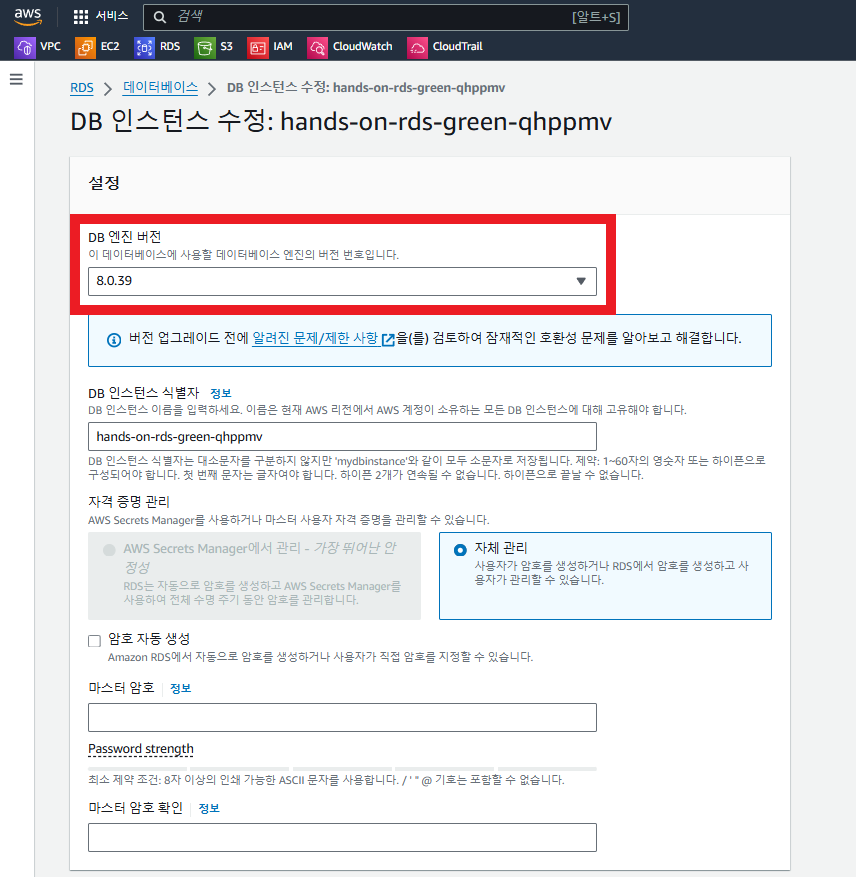 aws
서비스
검색
[알트+S]
VPC
EC2
RDS
S3
IAM
CloudWatch
CloudTrail
RDS
데이터베이스
DB 인스턴스 수정: hands-on-rds-green-qhppmv
DB 인스턴스 수정: hands-on-rds-green-qhppmv
설정
DB 엔진 버전
이 데이터베이스에 사용할 데이터베이스 엔진의 버전 번호입니다.
8.0.39
버전 업그레이드 전에 알려진 문제/제한 사항 을(를) 검토하여 잠재적인 호환성 문제를 알아보고 해결합니다.
DB 인스턴스 식별자 정보
DB 인스턴스 이름을 입력하세요. 이름은 현재 AWS 리전에서 AWS 계정이 소유하는 모든 DB 인스턴스에 대해 고유해야 합니다.
hands-on-rds-green-qhppmv
DB 인스턴스 식별자는 대소문자를 구분하지 않지만 'mydbinstance'와 같이 모두 소문자로 저장됩니다. 제약: 1~60자의 영숫자 또는 하이픈으로
구성되어야 합니다. 첫 번째 문자는 글자여야 합니다. 하이픈 2개가 연속될 수 없습니다. 하이픈으로 끝날 수 없습니다.
자격 증명 관리
AWS Secrets Manager를 사용하거나 마스터 사용자 자격 증명을 관리할 수 있습니다.
AWS Secrets Manager에서 관리 - 가장 뛰어난 안
정성
RDS는 자동으로 암호를 생성하고 AWS Secrets Manager를
사용하여 전체 수명 주기 동안 암호를 관리합니다.
자체 관리
사용자가 암호를 생성하거나 RDS에서 암호를 생성하고 사
용자가 관리할 수 있습니다.
암호 자동 생성
Amazon RDS에서 자동으로 암호를 생성하거나 사용자가 직접 암호를 지정할 수 있습니다.
마스터 암호 정보
Password strength
최소 제약 조건: 8자 이상의 인쇄 가능한 ASCII 문자를 사용합니다. / ' " @ 기호는 포함할 수 없습니다.
마스터 암호 확인 정보